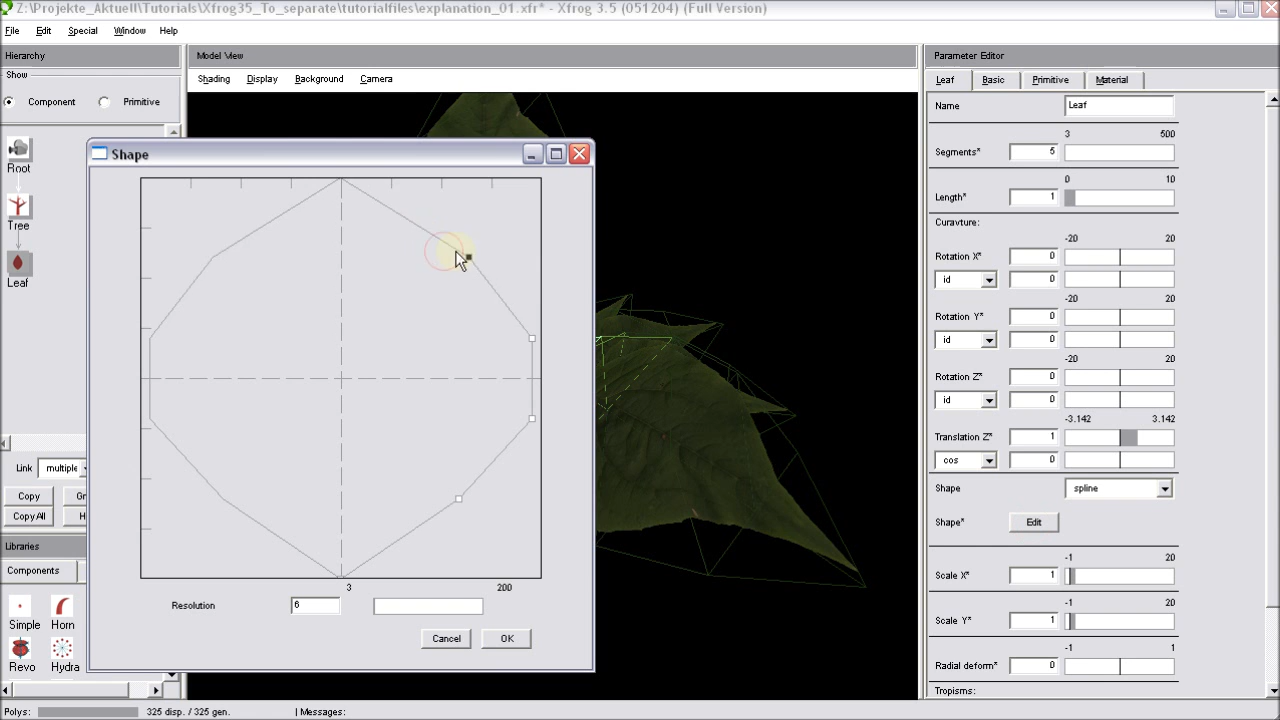 Z:\Projekte_Aktuell\Tutorials\Xfrog35_To_separate\tutorialfiles\explanation_01.xfr* - Xfrog 3.5 (051204) (Full Version)
File Edit Special Window Help
Hierarchy
Show
Component Primitive
Root
Tree
Leaf
Link multiple
Copy Gr
Copy All H
Libraries
Components
Simple Horn
Revo Hydra
Model View
Shading Display Background Camera
Shape
3 200
Resolution 6
Cancel OK
Parameter Editor
Leaf Basic Primitive Material
Name Leaf
3 500
Segments* 5
0 10
Length* 1
Curavture:
-20 20
Rotation X* 0
id 0
-20 20
Rotation Y* 0
id 0
-20 20
Rotation Z* 0
id 0
-3.142 3.142
Translation Z* 1
cos 0
Shape spline
Shape* Edit
-1 20
Scale X* 1
-1 20
Scale Y* 1
-1 1
Radial deform* 0
Tropisms:
Polys: 325 disp. / 325 gen. | Messages: